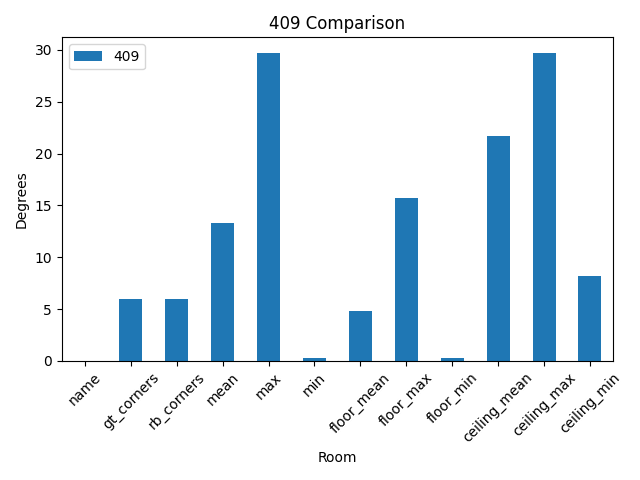 409 Comparison
409
Degrees
30
25
20
15
10
5
0
name
gt_corners
rb_corners
mean
max
min
floor_mean
floor_max
floor_min
ceiling_mean
ceiling_max
ceiling_min
Room